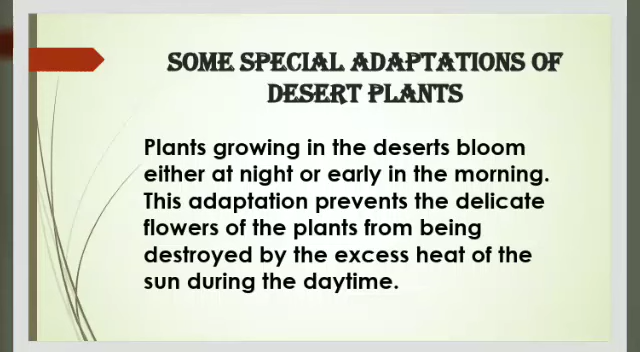 SOME SPECIAL ADAPTATIONS OF
DESERT PLANTS
Plants growing in the deserts bloom
either at night or early in the morning.
This adaptation prevents the delicate
flowers of the plants from being
destroyed by the excess heat of the
sun during the daytime.